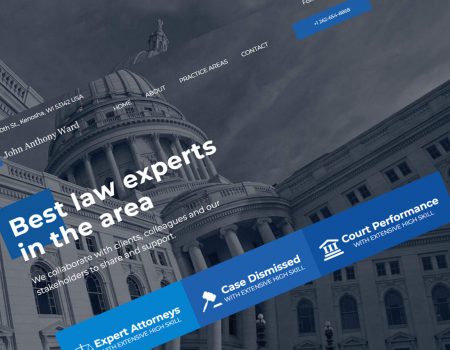 +1 262-654-8868
0th St., Kenosha, WI 53142 USA
HOME ABOUT PRACTICE AREAS CONTACT
John Anthony Ward
Best law experts
in the area
We collaborate with clients, colleagues and our
stakeholders to share and support.
Expert Attorneys
WITH EXTENSIVE HIGH SKILL
Case Dismissed
WITH EXTENSIVE HIGH SKILL
Court Performance
WITH EXTENSIVE HIGH SKILL